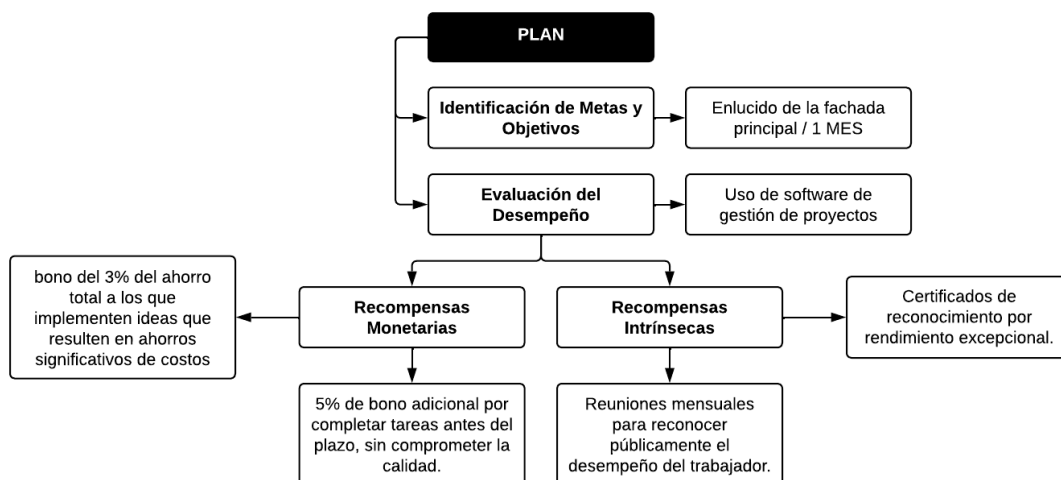 PLAN
Identificación de Metas y
Objetivos
Enlucido de la fachada
principal / 1 MES
Evaluación del
Desempeño
Uso de software de
gestión de proyectos
bono del 3% del ahorro
total a los que
implementen ideas que
resulten en ahorros
significativos de costos
Recompensas
Monetarias
Recompensas
Intrínsecas
Certificados de
reconocimiento por
rendimiento excepcional.
5% de bono adicional por
completar tareas antes del
plazo, sin comprometer la
calidad.
Reuniones mensuales
para reconocer
públicamente el
desempeño del trabajador.